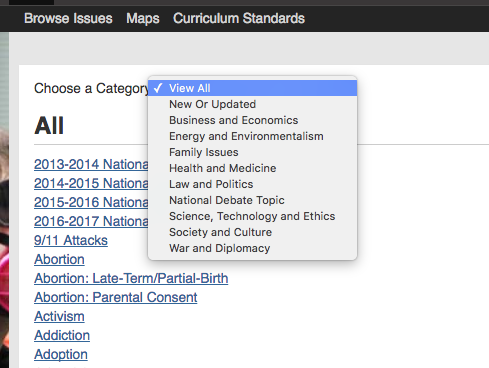 Browse Issues Maps Curriculum Standards
Choose a Category
✓ View All
New Or Updated
Business and Economics
Energy and Environmentalism
Family Issues
Health and Medicine
Law and Politics
National Debate Topic
Science, Technology and Ethics
Society and Culture
War and Diplomacy
All
2013-2014 Nationa
2014-2015 Nationa
2015-2016 Nationa
2016-2017 Nationa
9/11 Attacks
Abortion
Abortion: Late-Term/Partial-Birth
Abortion: Parental Consent
Activism
Addiction
Adoption